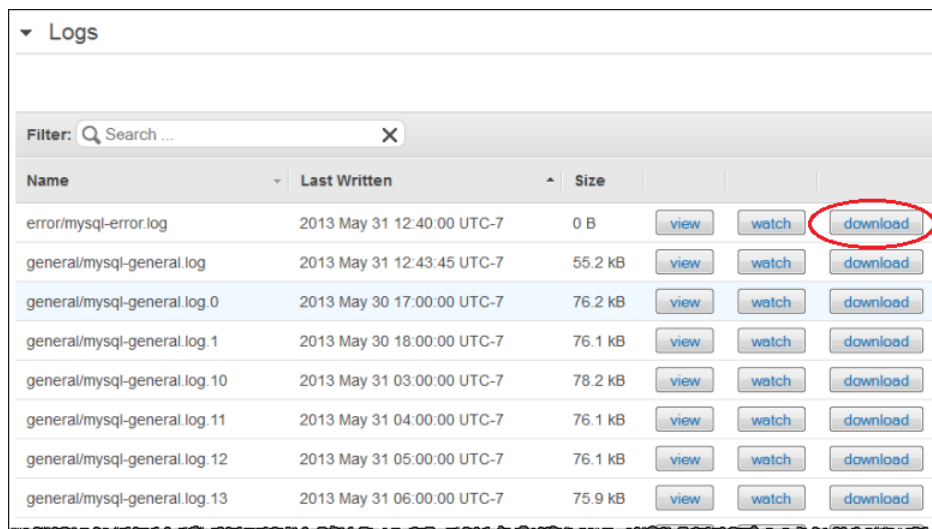 Logs
Filter: Search ...
Name Last Written Size
error/mysql-error.log 2013 May 31 12:40:00 UTC-7 0 B view watch download
general/mysql-general.log 2013 May 31 12:43:45 UTC-7 55.2 kB view watch download
general/mysql-general.log.0 2013 May 30 17:00:00 UTC-7 76.2 kB view watch download
general/mysql-general.log.1 2013 May 30 18:00:00 UTC-7 76.1 kB view watch download
general/mysql-general.log.10 2013 May 31 03:00:00 UTC-7 78.2 kB view watch download
general/mysql-general.log.11 2013 May 31 04:00:00 UTC-7 76.1 kB view watch download
general/mysql-general.log.12 2013 May 31 05:00:00 UTC-7 76.1 kB view watch download
general/mysql-general.log.13 2013 May 31 06:00:00 UTC-7 75.9 kB view watch download